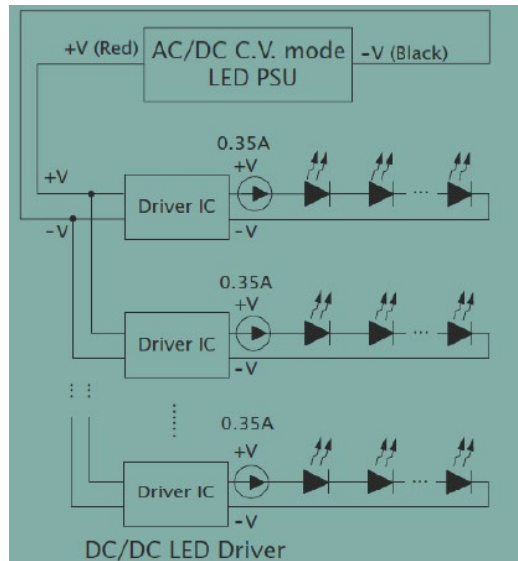 +V (Red)
AC/DC C.V. mode
LED PSU
-V (Black)
0.35A
+V
+V
Driver IC
-V
-V
0.35A
+V
Driver IC
-V
0.35A
+V
Driver IC
-V
DC/DC LED Driver